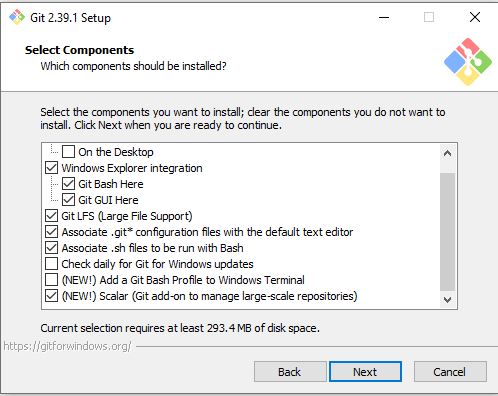 Git 2.39.1 Setup
Select Components
Which components should be installed?
Select the components you want to install; clear the components you do not want to
install. Click Next when you are ready to continue.
On the Desktop
Windows Explorer integration
Git Bash Here
Git GUI Here
Git LFS (Large File Support)
Associate .git* configuration files with the default text editor
Associate .sh files to be run with Bash
Check daily for Git for Windows updates
(NEW!) Add a Git Bash Profile to Windows Terminal
(NEW!) Scalar (Git add-on to manage large-scale repositories)
Current selection requires at least 293.4 MB of disk space.
https://gitforwindows.org/
Back Next Cancel